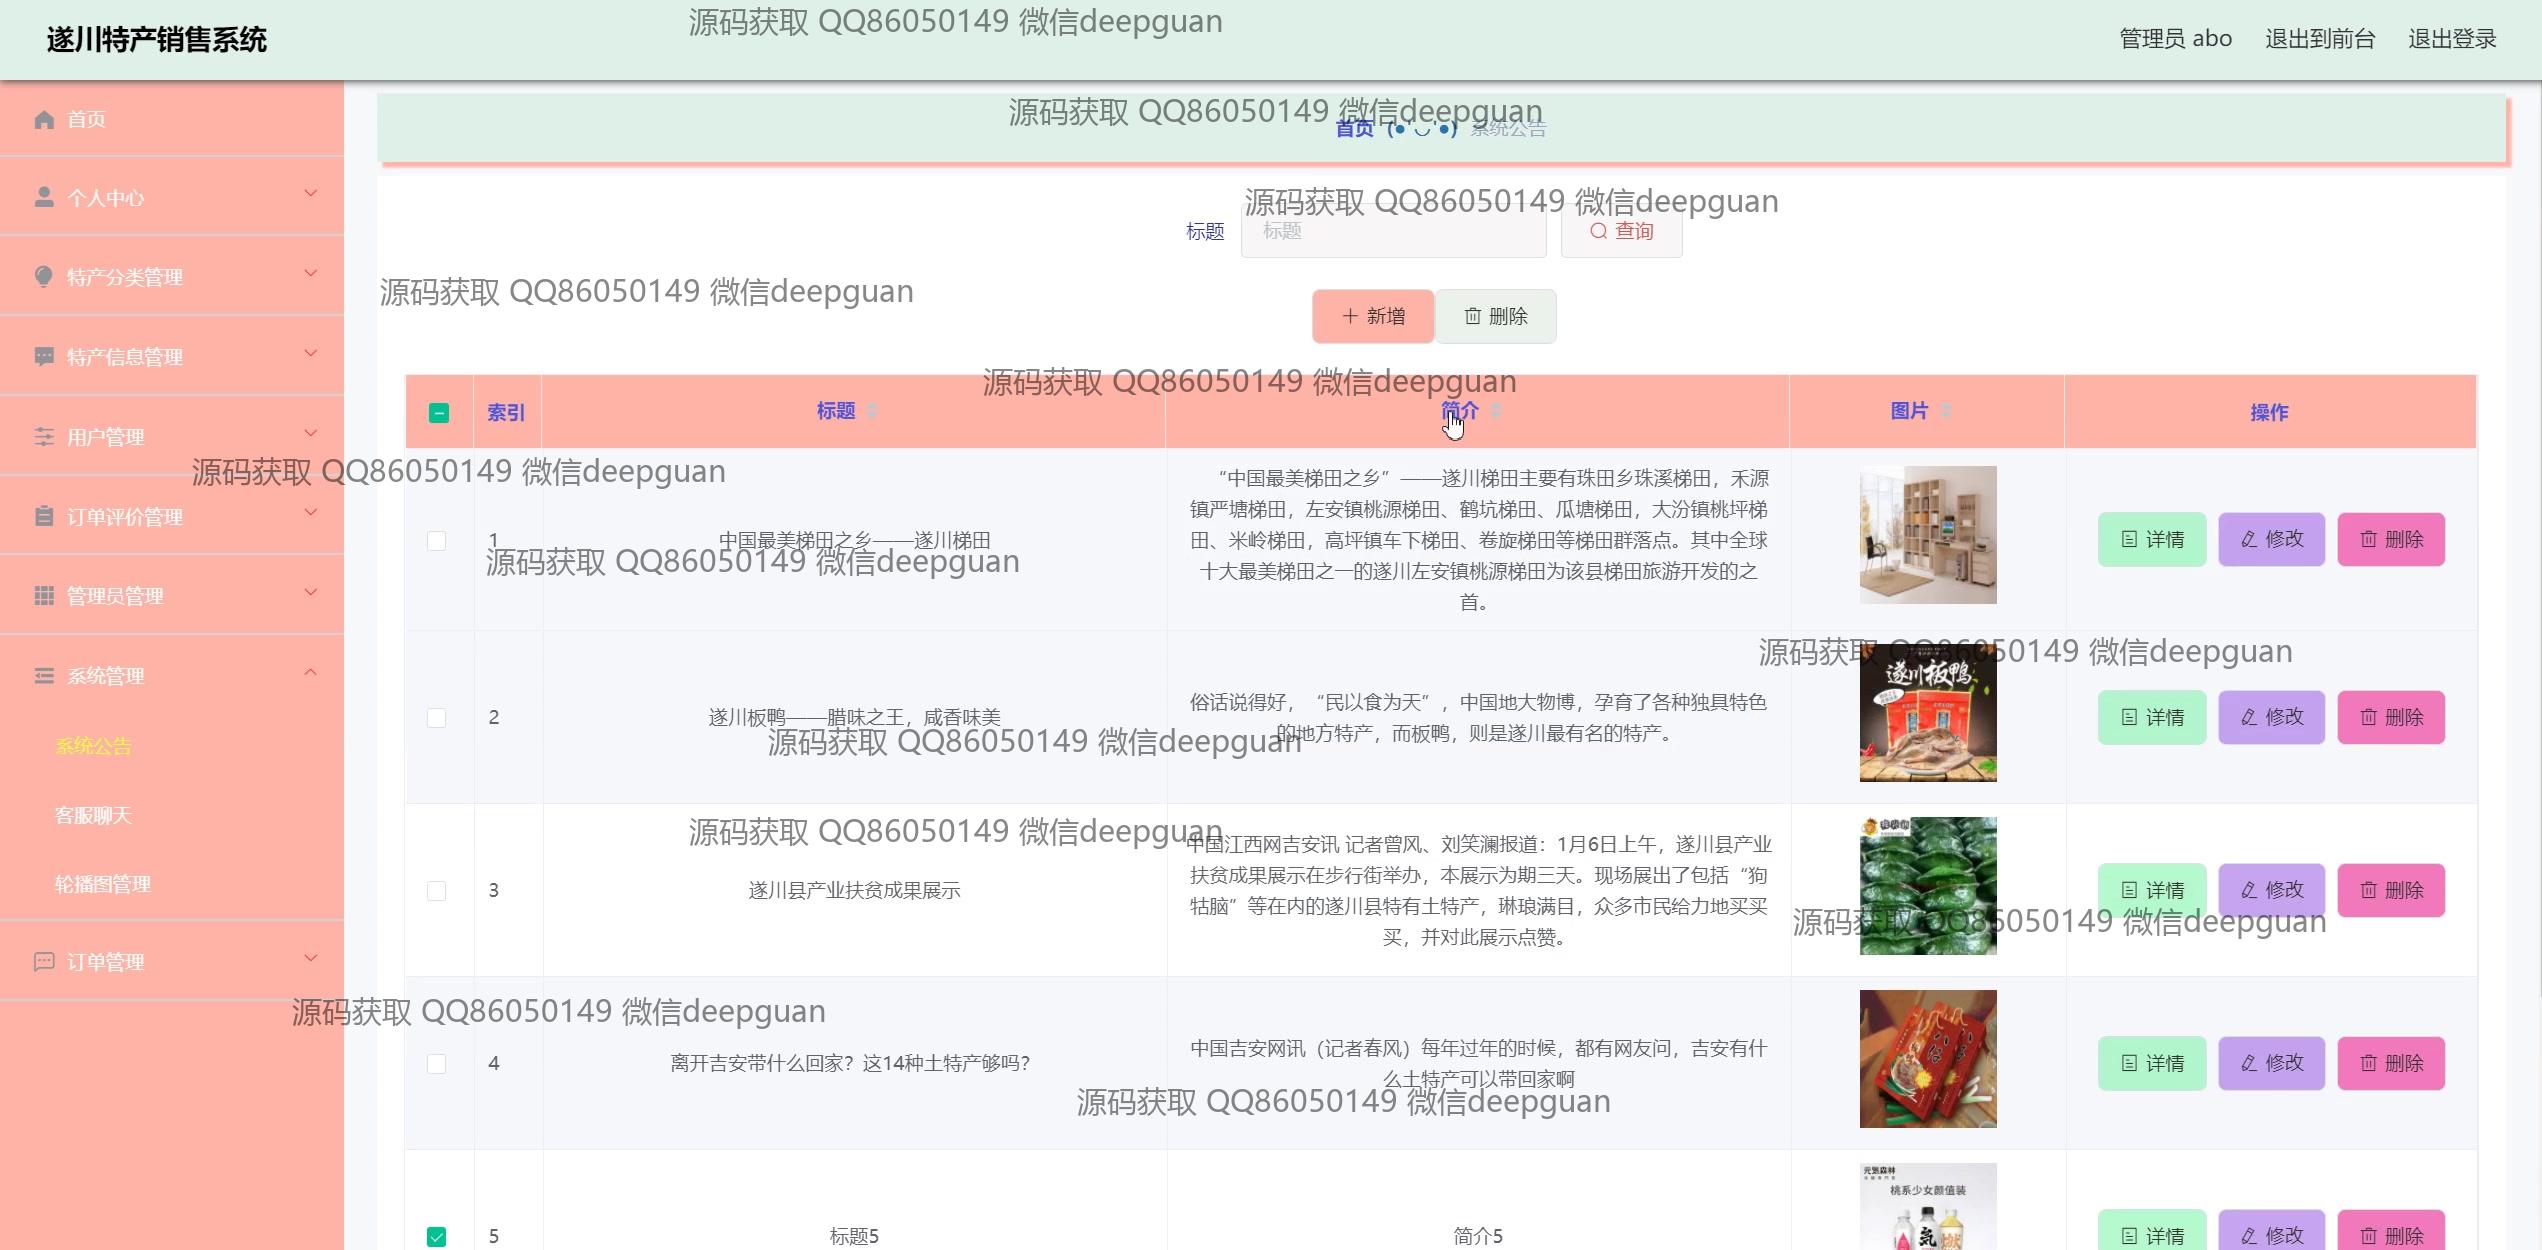 源码获取 QQ86050149 微信deepguan
遂川特产销售系统
管理员 abo 退出到前台 退出登录
源码获取 QQ86050149 微信deepguan
首页 (●'◡'●) 系统公告
首页
个人中心
特产分类管理
特产信息管理
用户管理
订单评价管理
管理员管理
系统管理
系统公告
客服聊天
轮播图管理
订单管理
源码获取 QQ86050149 微信deepguan
标题 标题 查询
源码获取 QQ86050149 微信deepguan
新增 删除
源码获取 QQ86050149 微信deepguan
索引 标题 简介 图片 操作
源码获取 QQ86050149 微信deepguan
1 中国最美梯田之乡——遂川梯田
“中国最美梯田之乡”——遂川梯田主要有珠田乡珠溪梯田，禾源
镇严塘梯田，左安镇桃源梯田、鹤坑梯田、瓜塘梯田，大汾镇桃坪梯
田、米岭梯田，高坪镇车下梯田、卷旋梯田等梯田群落点。其中全球
十大最美梯田之一的遂川左安镇桃源梯田为该县梯田旅游开发的之
首。
详情 修改 删除
源码获取 QQ86050149 微信deepguan
源码获取 QQ86050149 微信deepguan
2 遂川板鸭——腊味之王，咸香味美
俗话说得好，“民以食为天”，中国地大物博，孕育了各种独具特色
的地方特产，而板鸭，则是遂川最有名的特产。
遂川板鸭
详情 修改 删除
源码获取 QQ86050149 微信deepguan
源码获取 QQ86050149 微信deepguan
3 遂川县产业扶贫成果展示
中国江西网吉安讯 记者曾风、刘笑澜报道：1月6日上午，遂川县产业
扶贫成果展示在步行街举办，本展示为期三天。现场展出了包括“狗
牯脑”等在内的遂川县特有土特产，琳琅满目，众多市民给力地买买
买，并对此展示点赞。
详情 修改 删除
源码获取 QQ86050149 微信deepguan
源码获取 QQ86050149 微信deepguan
4 离开吉安带什么回家？这14种土特产够吗？
中国吉安网讯（记者春风）每年过年的时候，都有网友问，吉安有什
么土特产可以带回家啊
详情 修改 删除
源码获取 QQ86050149 微信deepguan
5 标题5 简介5
元気森林
桃系少女颜值装
気 燃
详情 修改 删除